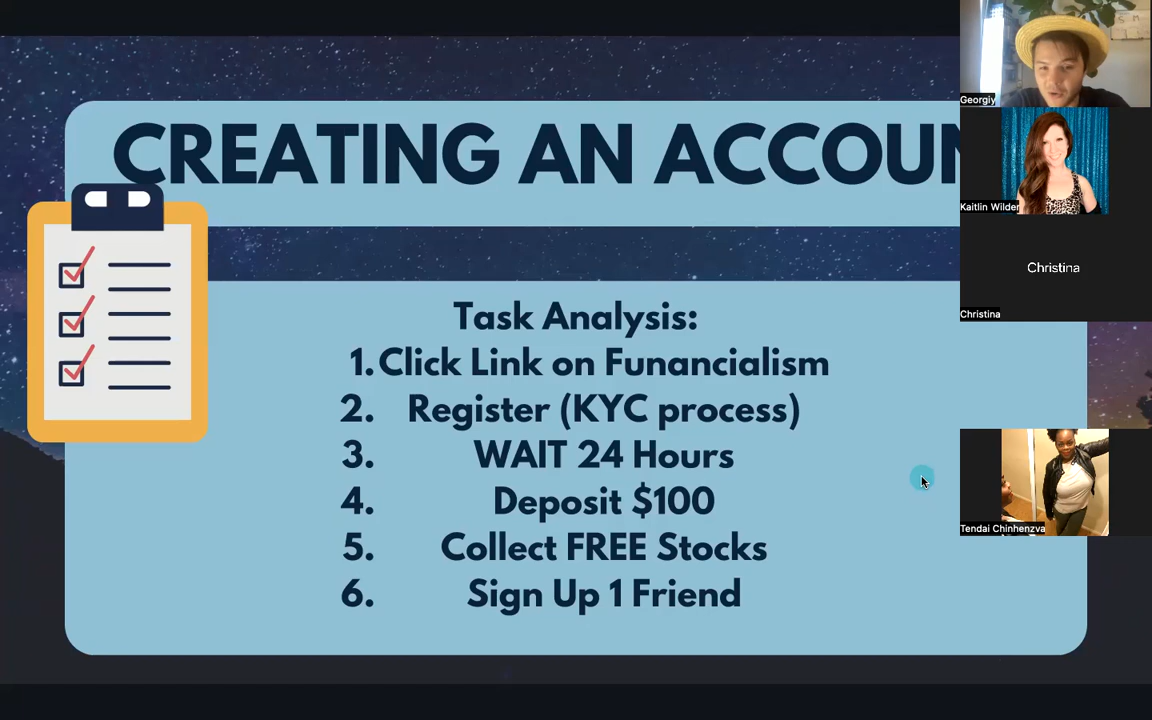 CREATING AN ACCOUN
Task Analysis:
1. Click Link on Funancialism
2. Register (KYC process)
3. WAIT 24 Hours
4. Deposit $100
5. Collect FREE Stocks
6. Sign Up 1 Friend
Georgiy
Kaitlin Wilder
Christina
Christina
Tendai Chinhenzva